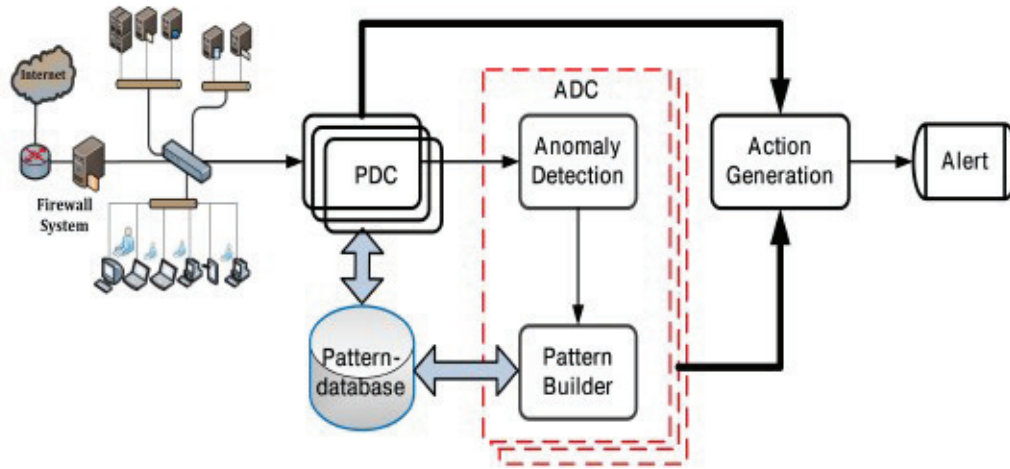 Internet
Firewall
System
PDC
Pattern-
database
ADC
Anomaly
Detection
Pattern
Builder
Action
Generation
Alert